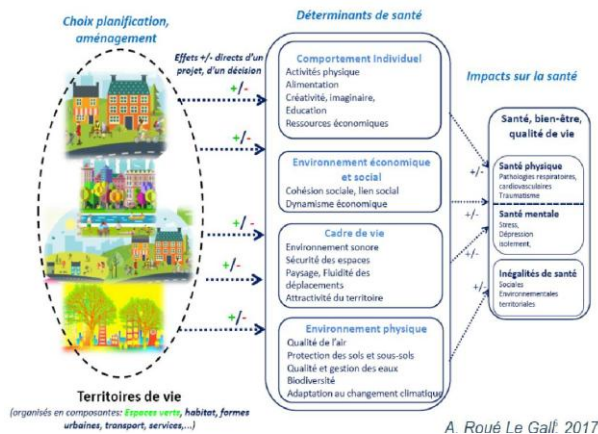 Choix planification,
aménagement
Effets +/- directs d'un
projet, d'un décision
+/-
+/-
+/-
+/-
Territoires de vie
(organisés en composantes: Espaces verts, habitat, formes
urbaines, transport, services,...)
Déterminants de santé
Comportement Individuel
Activités physique
Alimentation
Créativité, imaginaire,
Education
Ressources économiques
Environnement économique
et social
Cohésion sociale, lien social
Dynamisme économique
Cadre de vie
Environnement sonore
Sécurité des espaces
Paysage, Fluidité des
déplacements
Attractivité du territoire
Environnement physique
Qualité de l'air
Protection des sols et sous-sols
Qualité et gestion des eaux
Biodiversité
Adaptation au changement climatique
Impacts sur la santé
+/-
+/-
+/-
+/-
Santé, bien-être,
qualité de vie
Santé physique
Pathologies respiratoires,
cardiovasculaires
Traumatisme
Santé mentale
Stress,
Dépression
isolement,
Inégalités de santé
Sociales
Environnementales
territoriales
A. Roué Le Gall, 2017